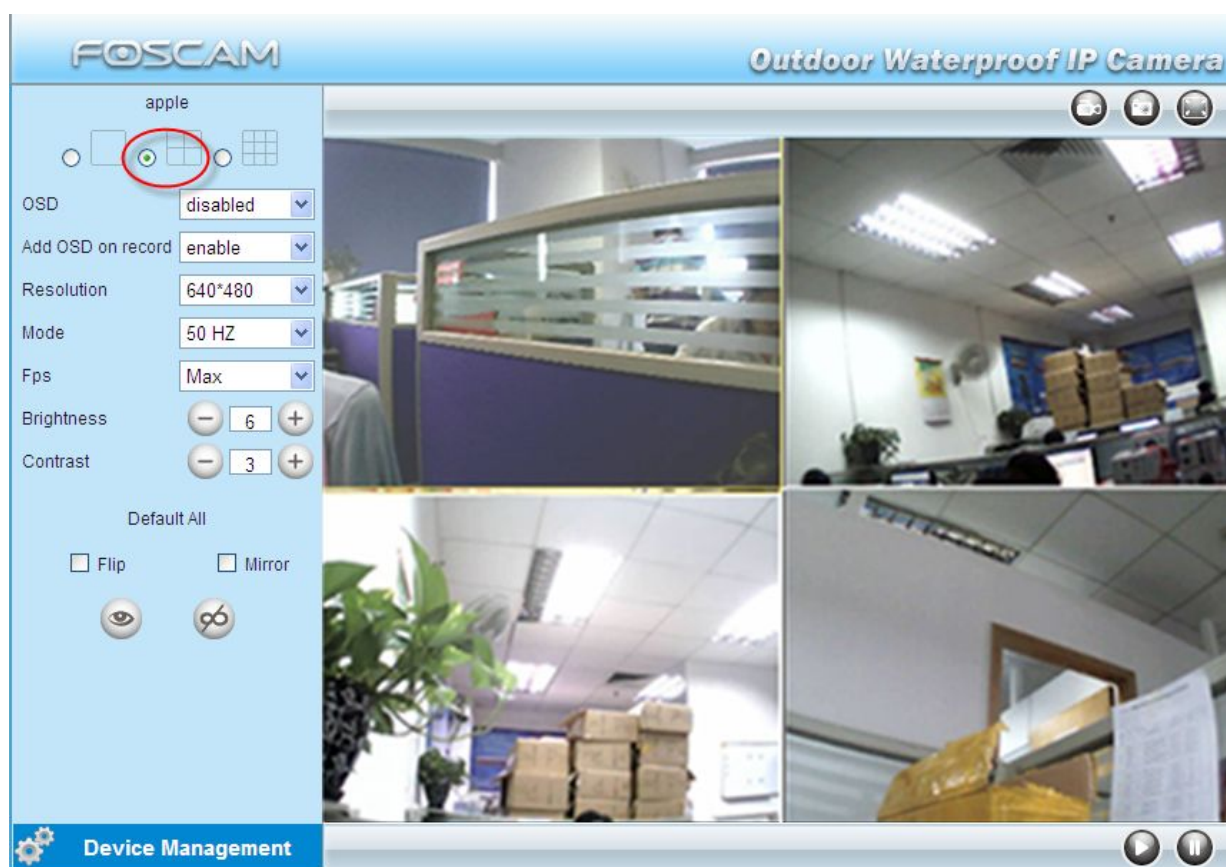 FOSCAM
Outdoor Waterproof IP Camera
apple
OSD disabled
Add OSD on record enable
Resolution 640*480
Mode 50 HZ
Fps Max
Brightness 6
Contrast 3
Default All
Flip Mirror
Device Management